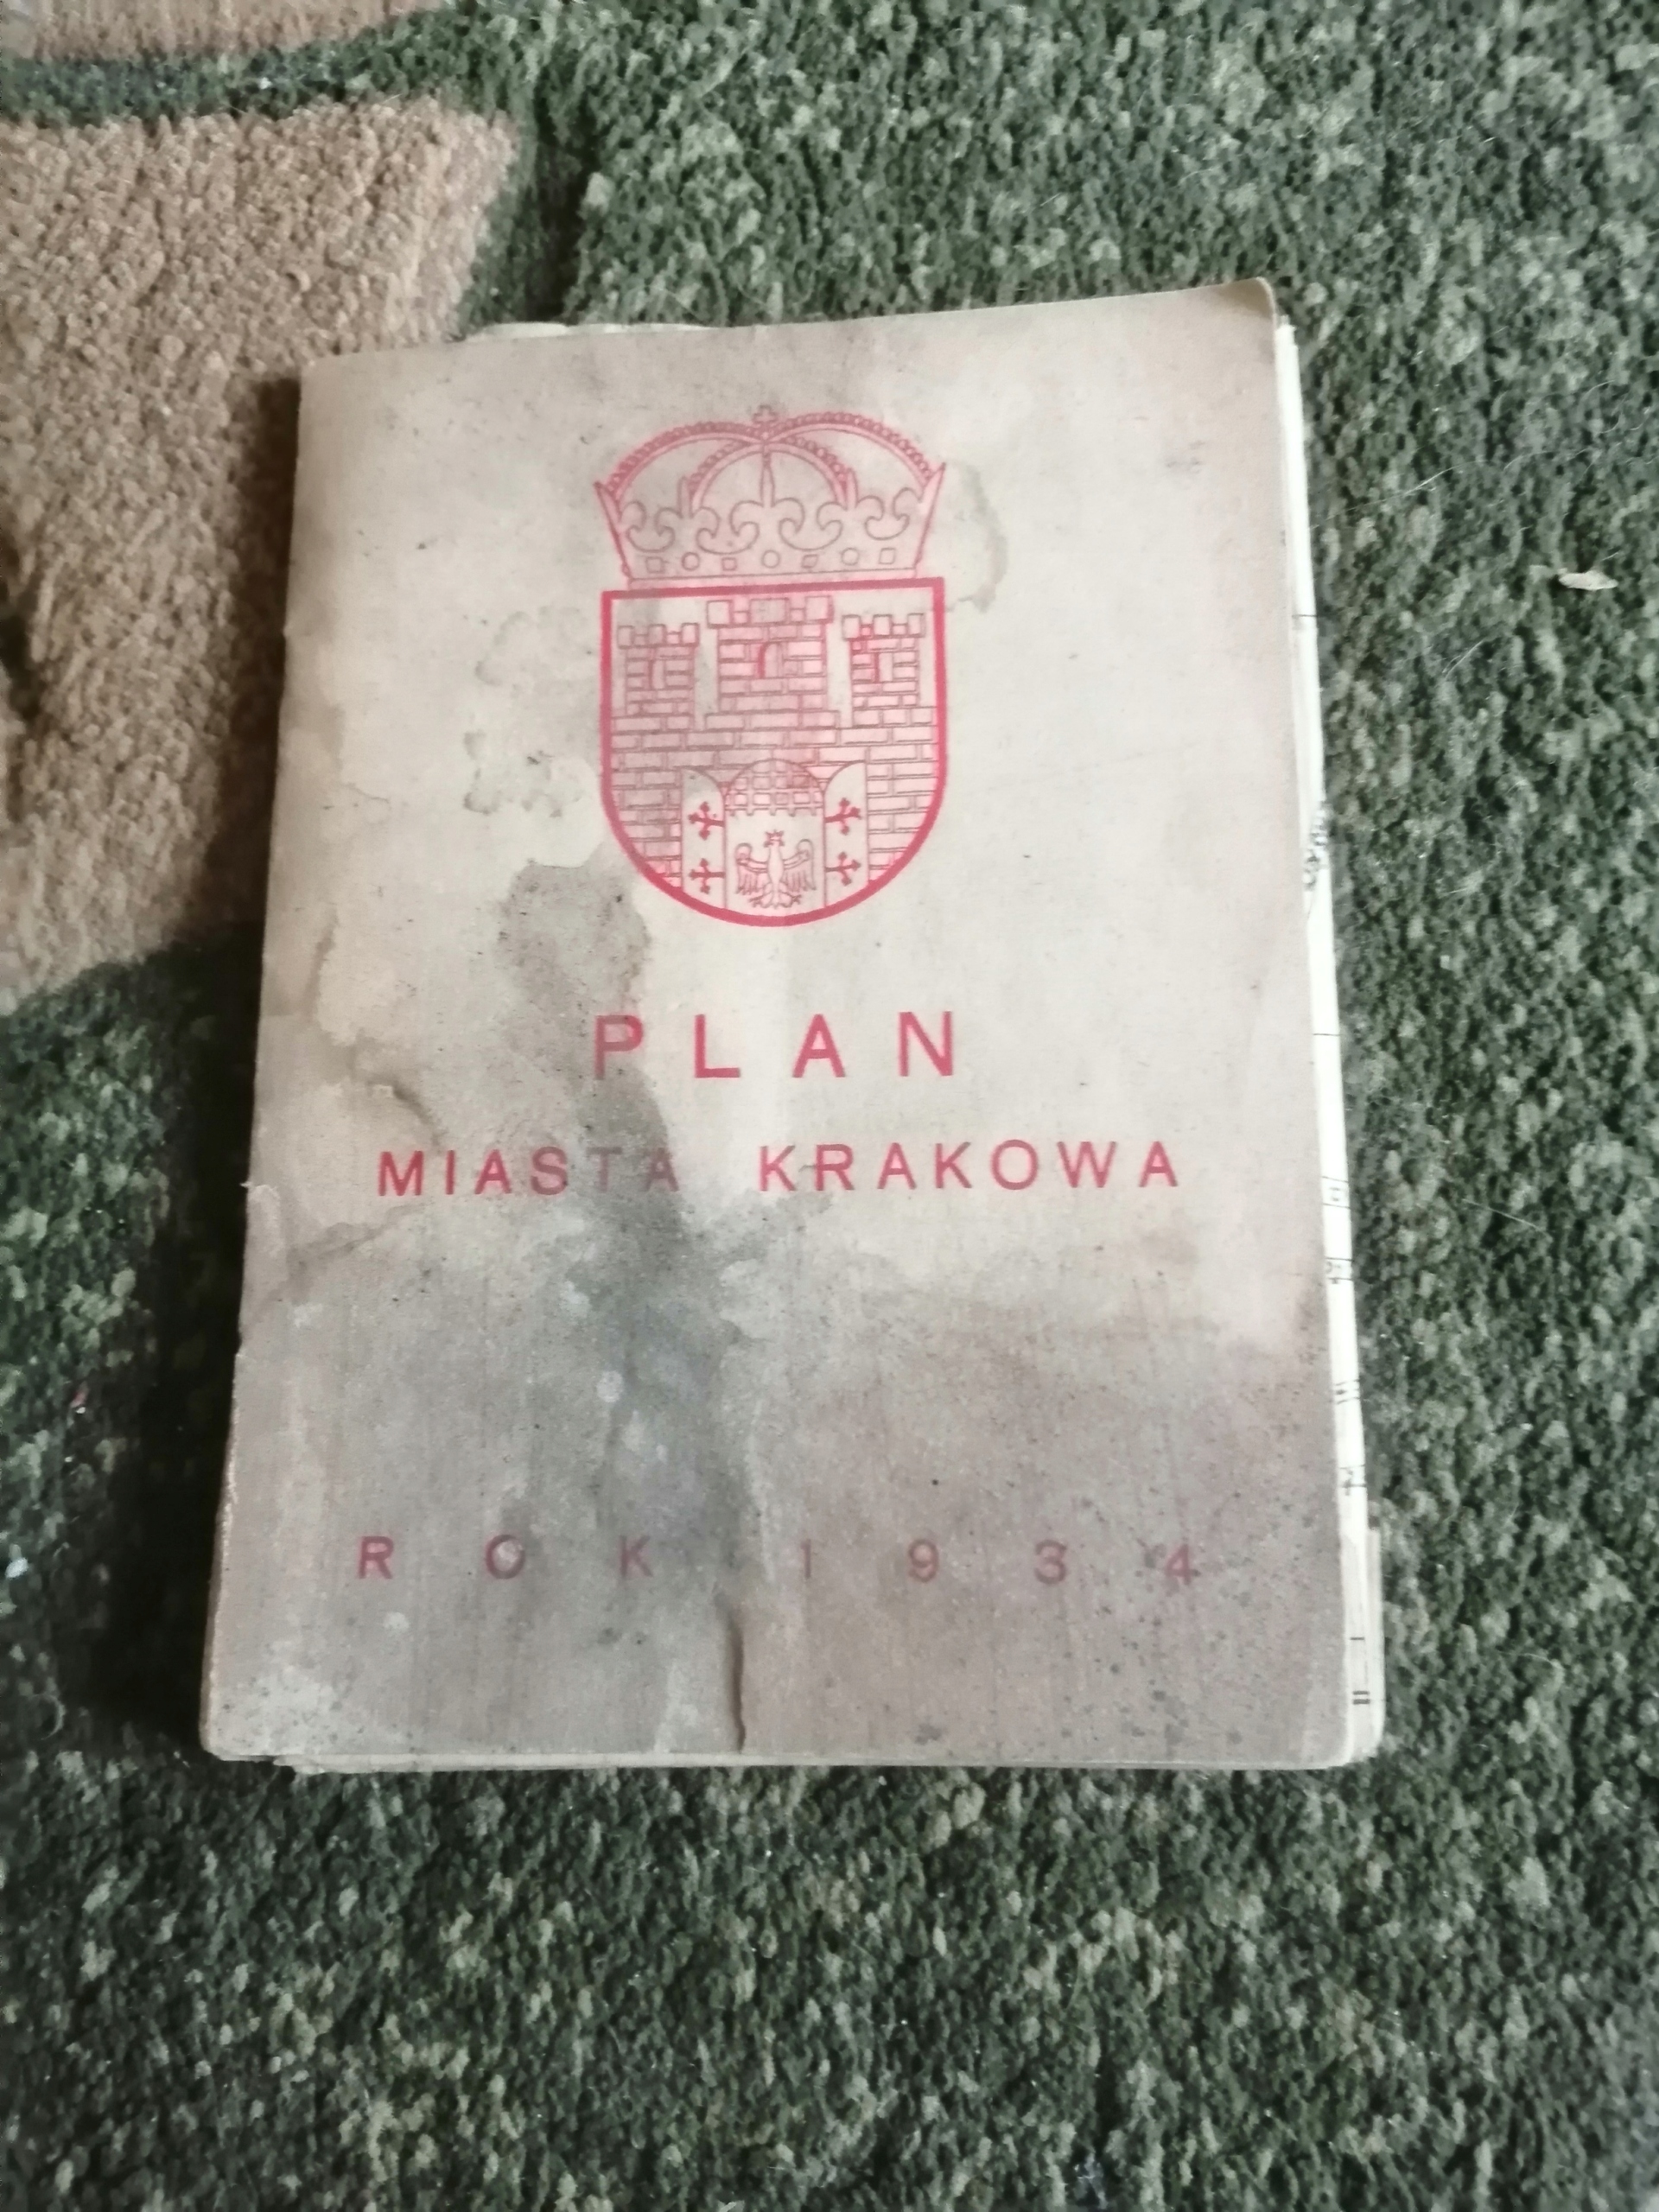 PLAN
MIASTA KRAKOWA
ROK 1934